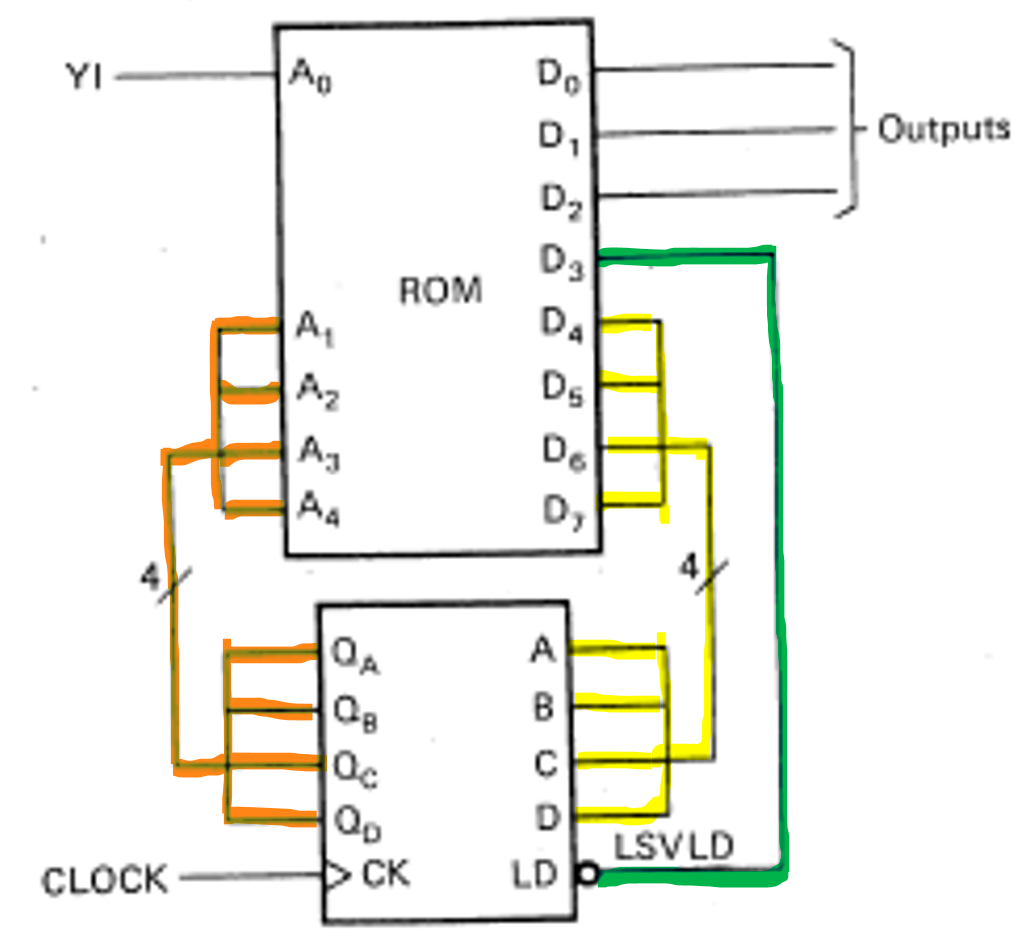 YI
A0
D0
D1
Outputs
D2
D3
ROM
A1
D4
A2
D5
A3
D6
A4
D7
4
4
QA
A
QB
B
QC
C
QD
D
LSVLD
CLOCK
CK
LD